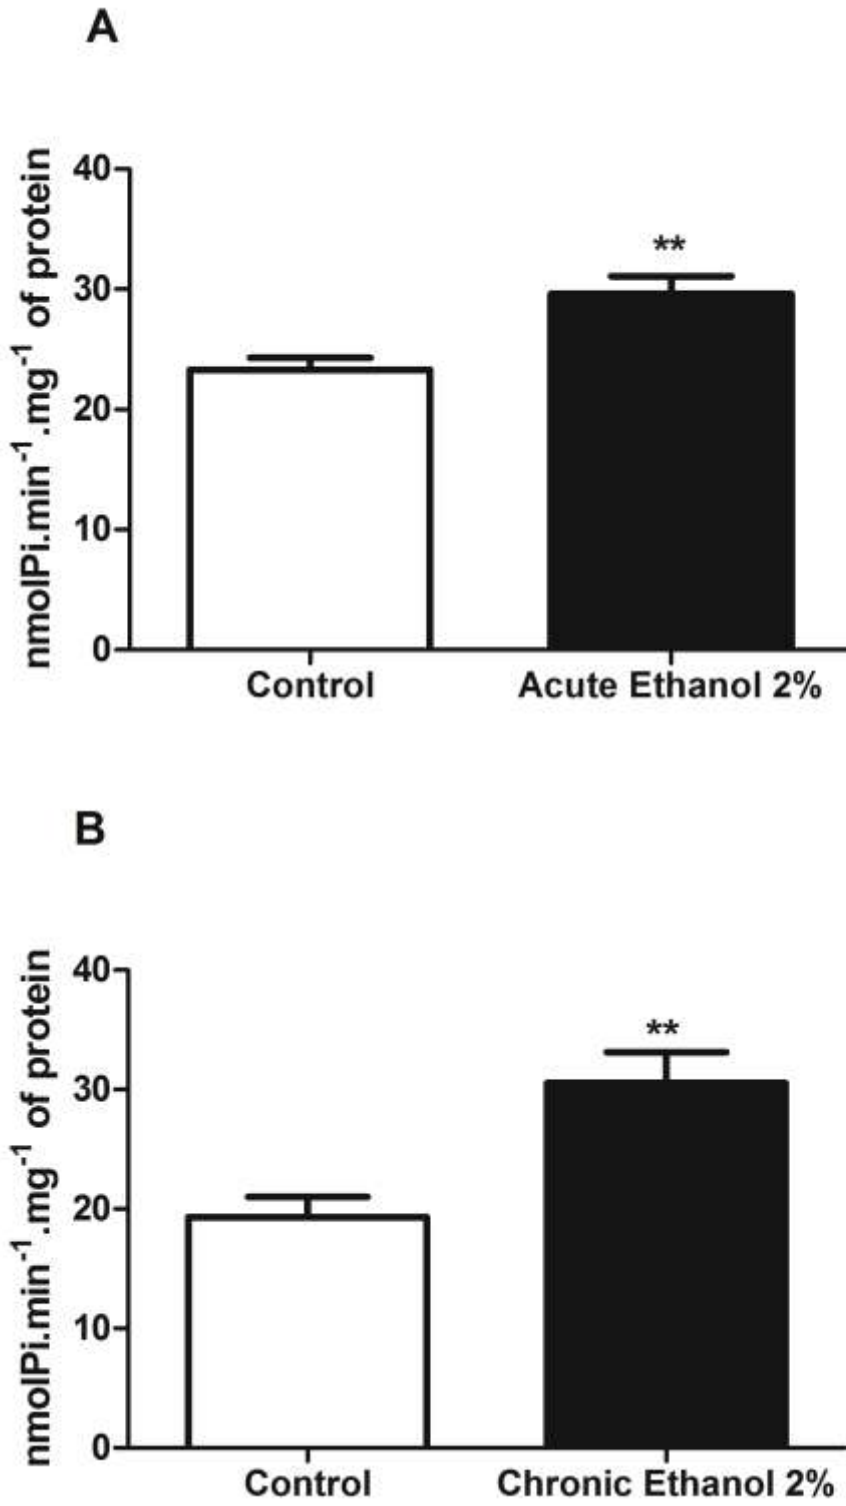 A
nmolPi.min⁻¹.mg⁻¹ of protein
40
30
20
10
0
**
Control
Acute Ethanol 2%
B
nmolPi.min⁻¹.mg⁻¹ of protein
40
30
20
10
0
**
Control
Chronic Ethanol 2%